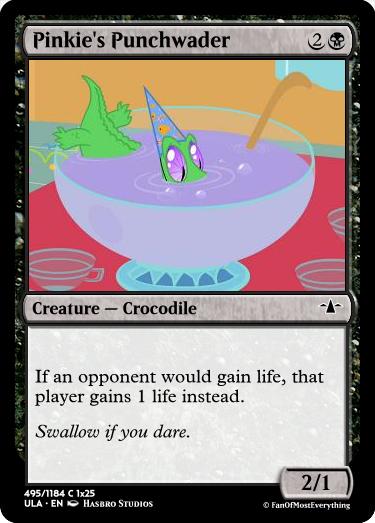 Pinkie's Punchwader 2
Creature — Crocodile
If an opponent would gain life, that
player gains 1 life instead.
Swallow if you dare.
2/1
495/1184 C 1x25
ULA • EN Hasbro Studios
© FanOfMostEverything